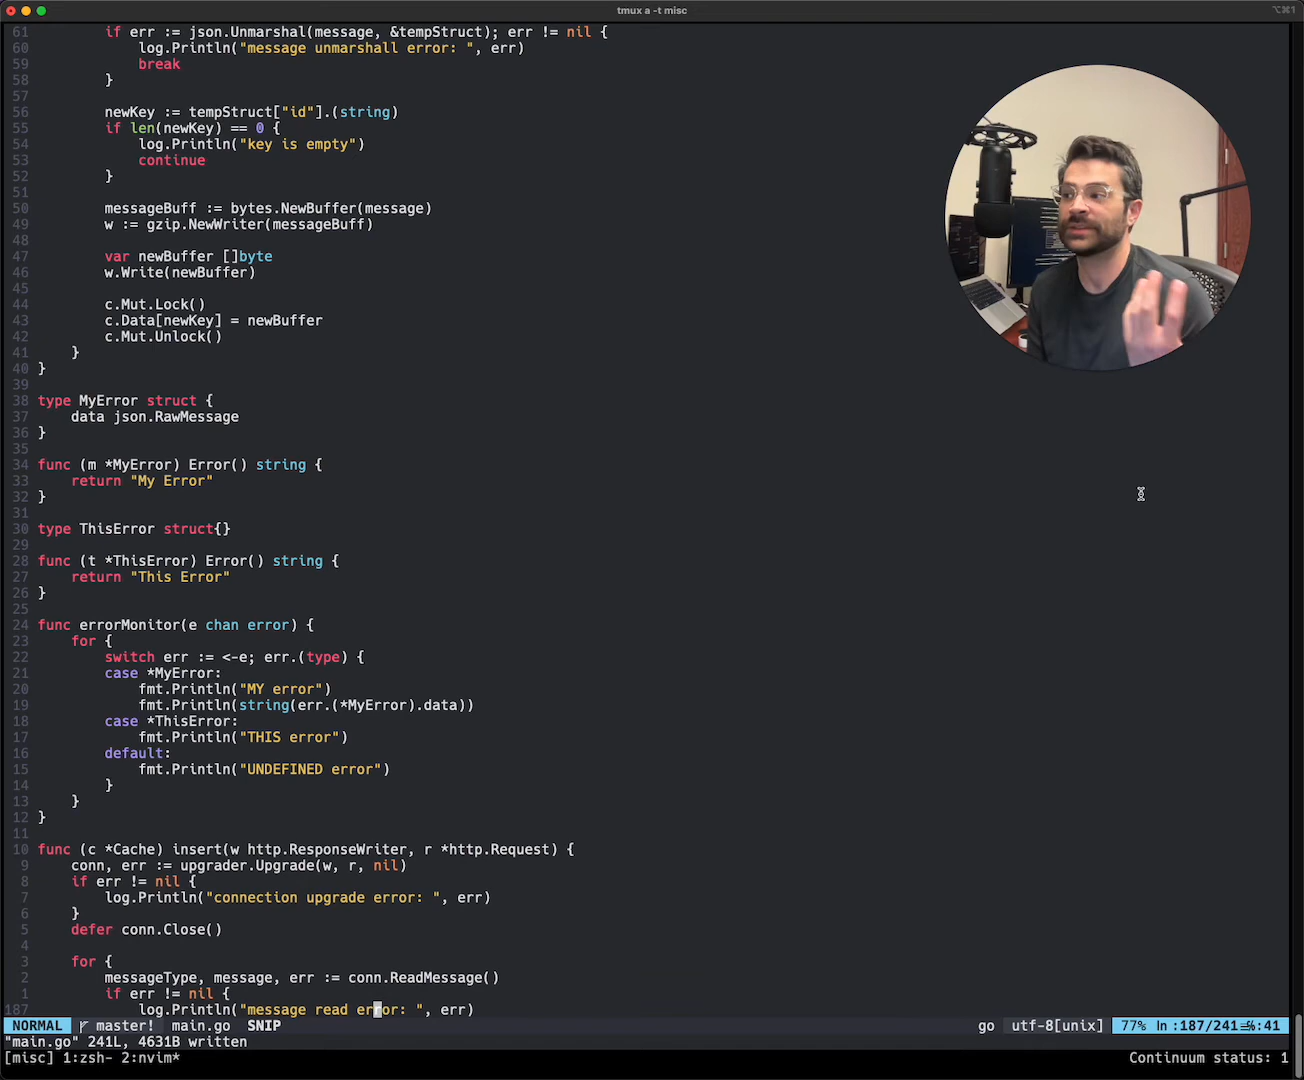 tmux a -t misc
⌥⌘1
61 if err := json.Unmarshal(message, &tempStruct); err != nil {
60 log.Println("message unmarshall error: ", err)
59 break
58 }
57
56 newKey := tempStruct["id"].(string)
55 if len(newKey) == 0 {
54 log.Println("key is empty")
53 continue
52 }
51
50 messageBuff := bytes.NewBuffer(message)
49 w := gzip.NewWriter(messageBuff)
48
47 var newBuffer []byte
46 w.Write(newBuffer)
45
44 c.Mut.Lock()
43 c.Data[newKey] = newBuffer
42 c.Mut.Unlock()
41 }
40 }
39
38 type MyError struct {
37 data json.RawMessage
36 }
35
34 func (m *MyError) Error() string {
33 return "My Error"
32 }
31
30 type ThisError struct{}
29
28 func (t *ThisError) Error() string {
27 return "This Error"
26 }
25
24 func errorMonitor(e chan error) {
23 for {
22 switch err := <-e; err.(type) {
21 case *MyError:
20 fmt.Println("MY error")
19 fmt.Println(string(err.(*MyError).data))
18 case *ThisError:
17 fmt.Println("THIS error")
16 default:
15 fmt.Println("UNDEFINED error")
14 }
13 }
12 }
11
10 func (c *Cache) insert(w http.ResponseWriter, r *http.Request) {
9 conn, err := upgrader.Upgrade(w, r, nil)
8 if err != nil {
7 log.Println("connection upgrade error: ", err)
6 }
5 defer conn.Close()
4
3 for {
2 messageType, message, err := conn.ReadMessage()
1 if err != nil {
187 log.Println("message read error: ", err)
NORMAL master! main.go SNIP go utf-8[unix] 77% ln :187/241 :41
"main.go" 241L, 4631B written
[misc] 1:zsh- 2:nvim* Continuum status: 1